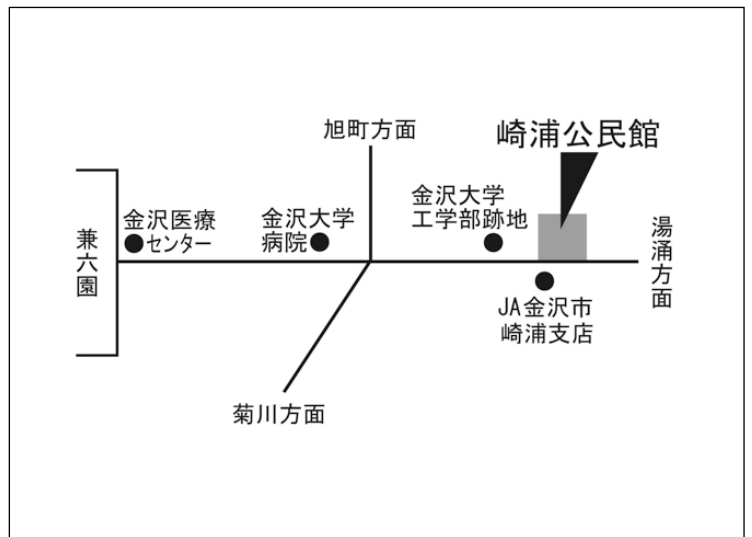 旭町方面
崎浦公民館
金沢医療
センター
金沢大学
病院
金沢大学
工学部跡地
兼六園
湯涌方面
JA金沢市
崎浦支店
菊川方面